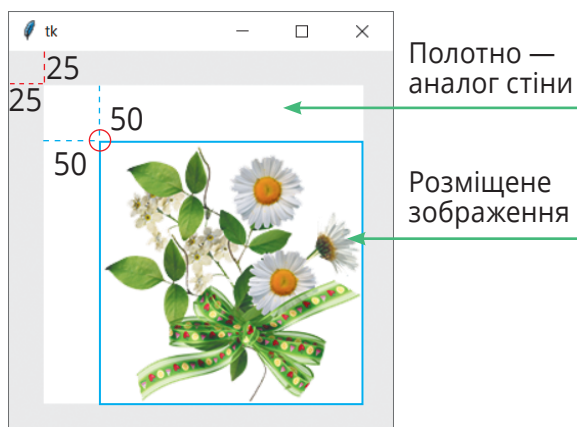 tk
25
25
50
50
Полотно —
аналог стіни
Розміщене
зображення